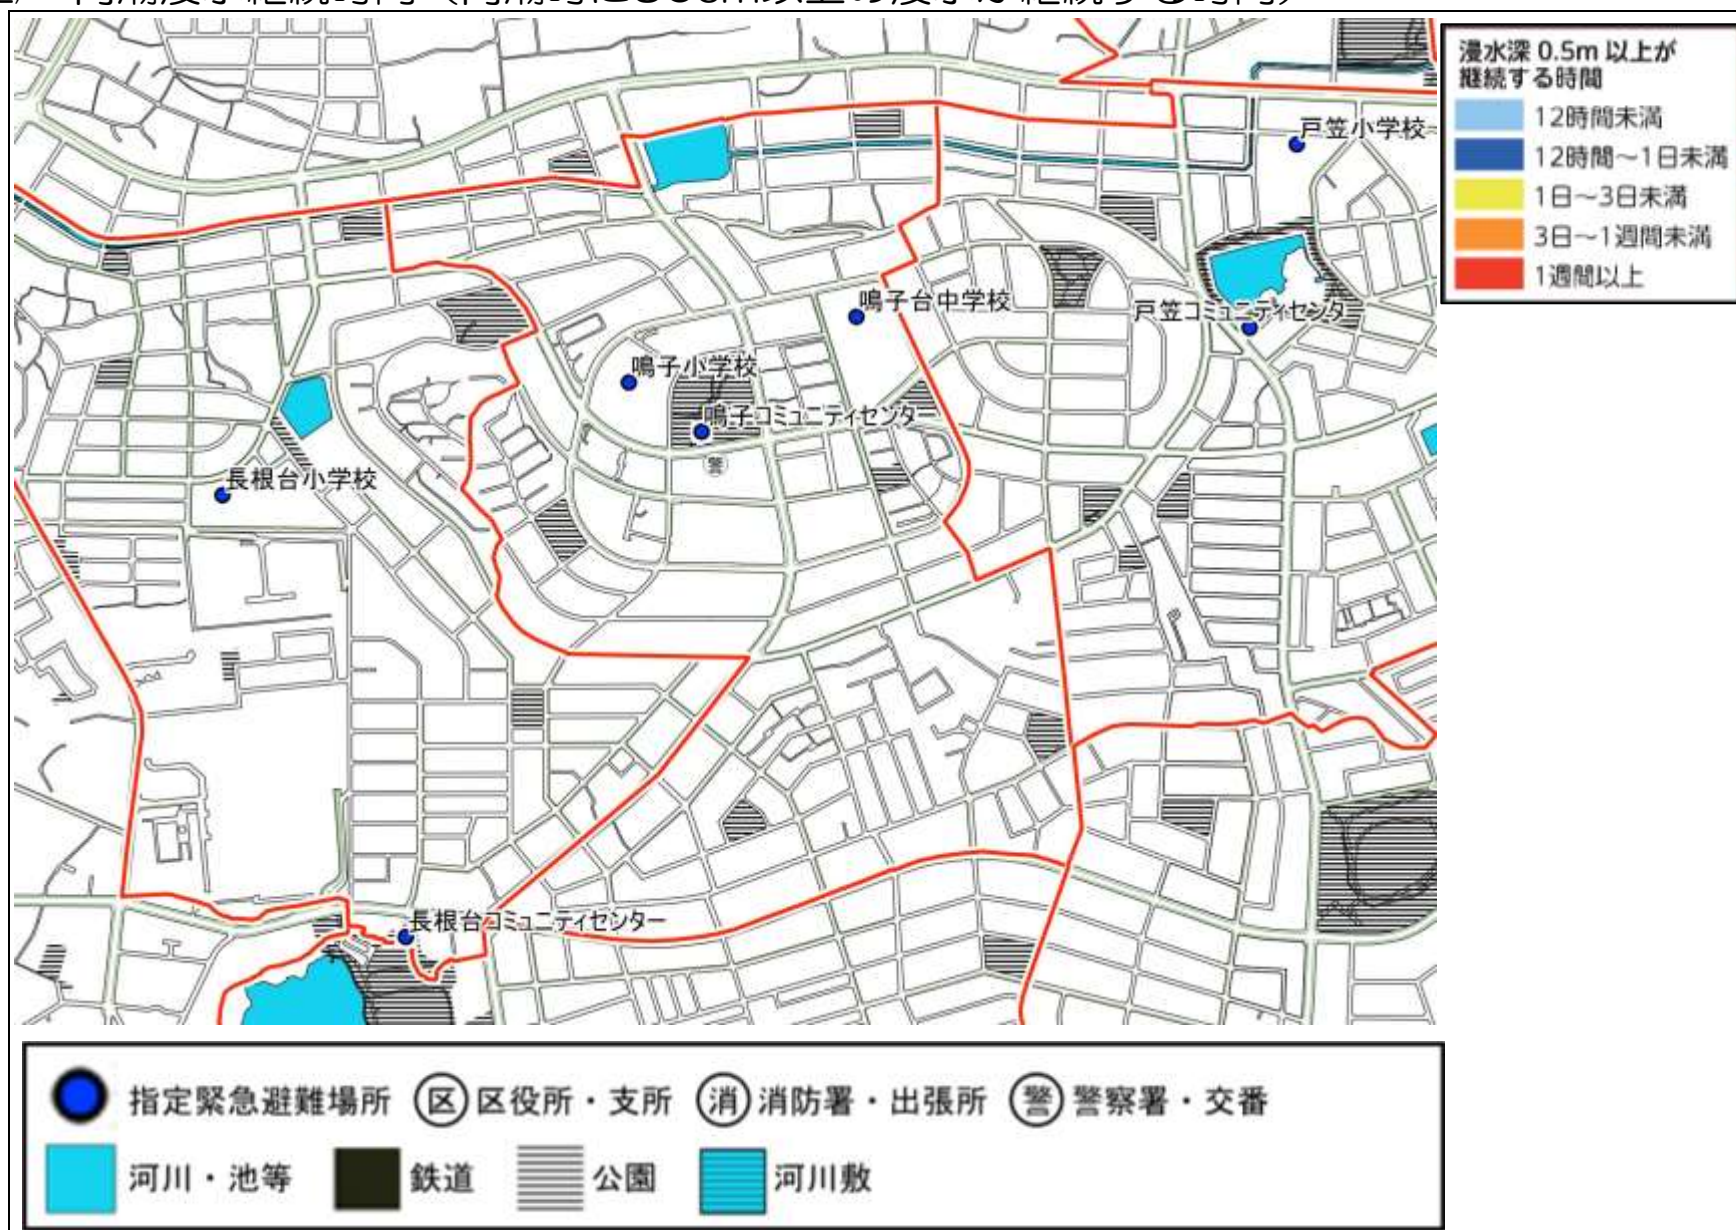 浸水深 0.5m 以上が
継続する時間
12時間未満
12時間～1日未満
1日～3日未満
3日～1週間未満
1週間以上
戸笠小学校
鳴子台中学校
戸笠コミュニティセンター
鳴子小学校
鳴子コミュニティセンター
警
長根台小学校
長根台コミュニティセンター
指定緊急避難場所 区 区役所・支所 消 消防署・出張所 警 警察署・交番
河川・池等 鉄道 公園 河川敷